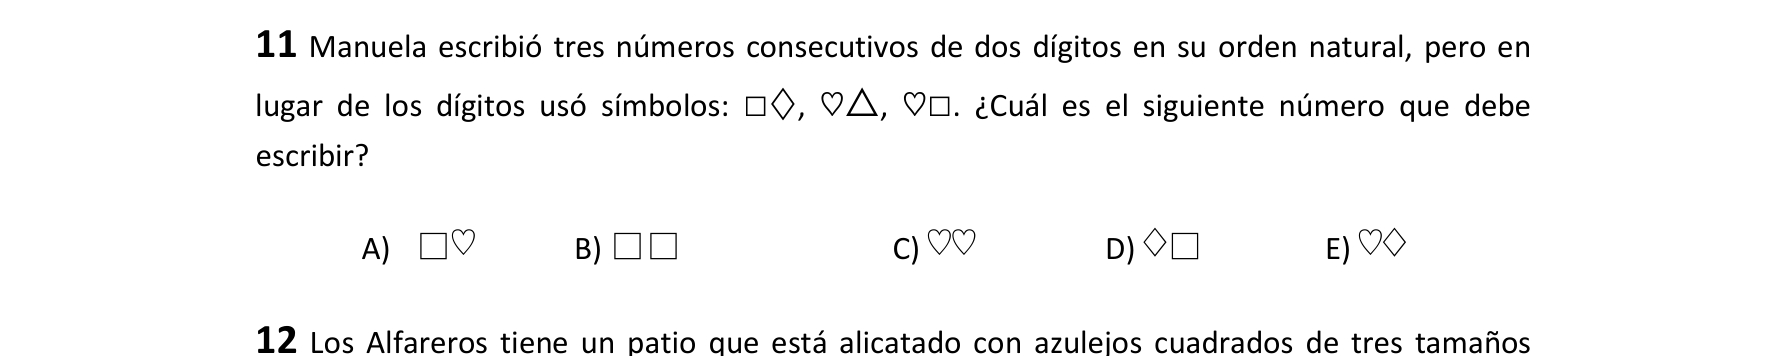 11 Manuela escribió tres números consecutivos de dos dígitos en su orden natural, pero en
lugar de los dígitos usó símbolos: □◇, ♡△, ♡□. ¿Cuál es el siguiente número que debe
escribir?
A) □♡ B) □□ C) ♡♡ D) ◇□ E) ♡◇
12 Los Alfareros tiene un patio que está alicatado con azulejos cuadrados de tres tamaños